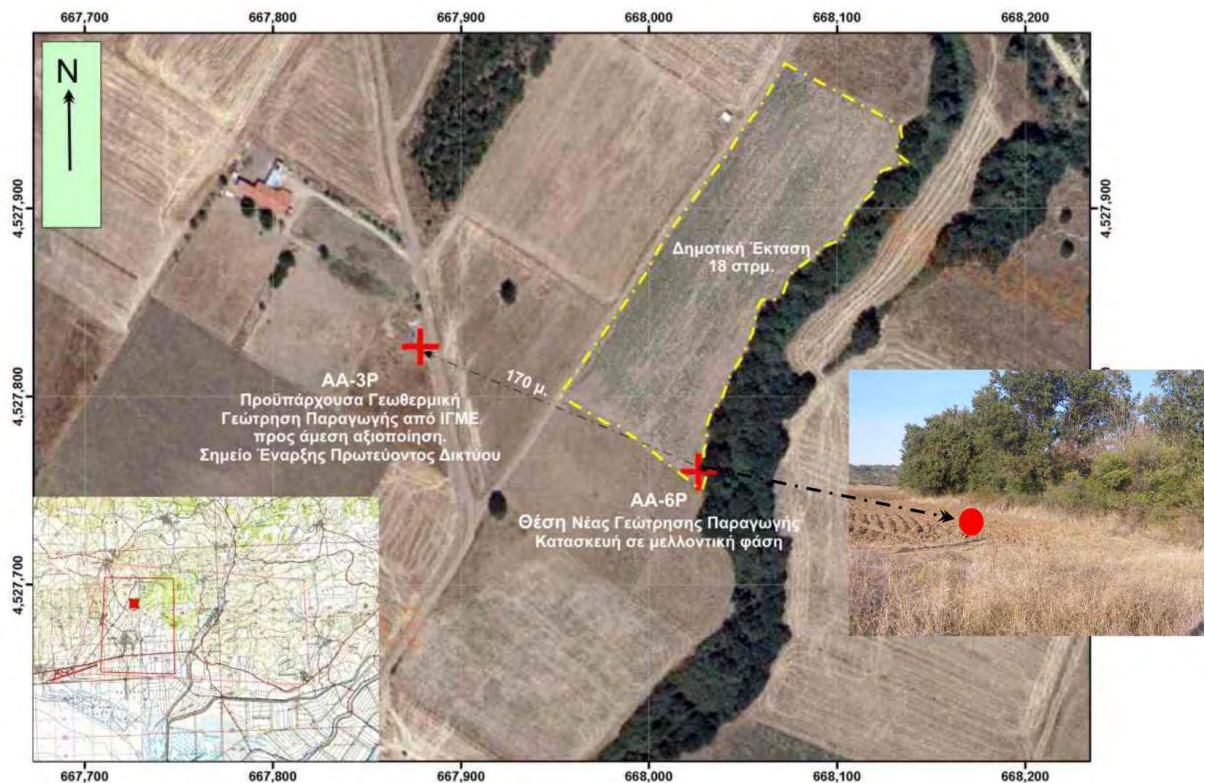 667,700 667,800 667,900 668,000 668,100 668,200
N
4,527,900
4,527,900
Δημοτική Έκταση
18 στρμ.
170 μ.
4,527,800
ΑΑ-3Ρ
Προϋπάρχουσα Γεωθερμική
Γεώτρηση Παραγωγής από ΙΓΜΕ
προς άμεση αξιοποίηση.
Σημείο Έναρξης Πρωτεύοντος Δικτύου
ΑΑ-6Ρ
Θέση Νέας Γεώτρησης Παραγωγής
Κατασκευή σε μελλοντική φάση
4,527,700
667,700 667,800 667,900 668,000 668,100 668,200